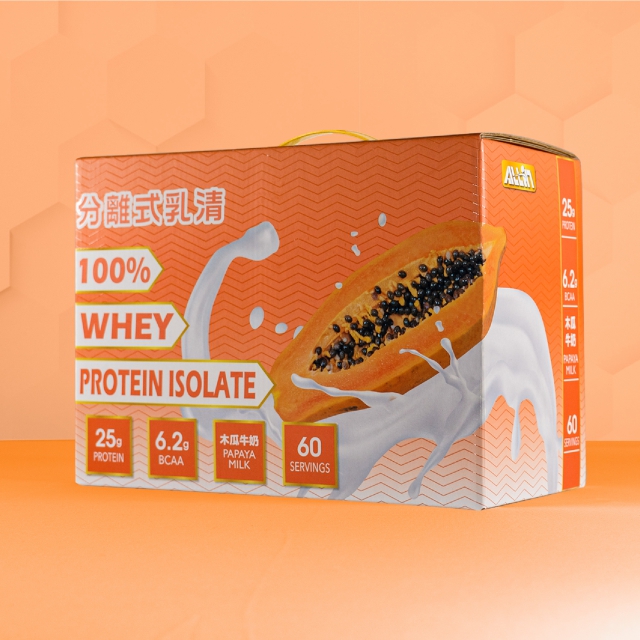 分離式乳清
100%
WHEY
PROTEIN ISOLATE
25g
PROTEIN
6.2g
BCAA
木瓜牛奶
PAPAYA
MILK
60
SERVINGS
ALLin
25g
PROTEIN
6.2g
BCAA
木瓜
牛奶
PAPAYA
MILK
60
SERVINGS